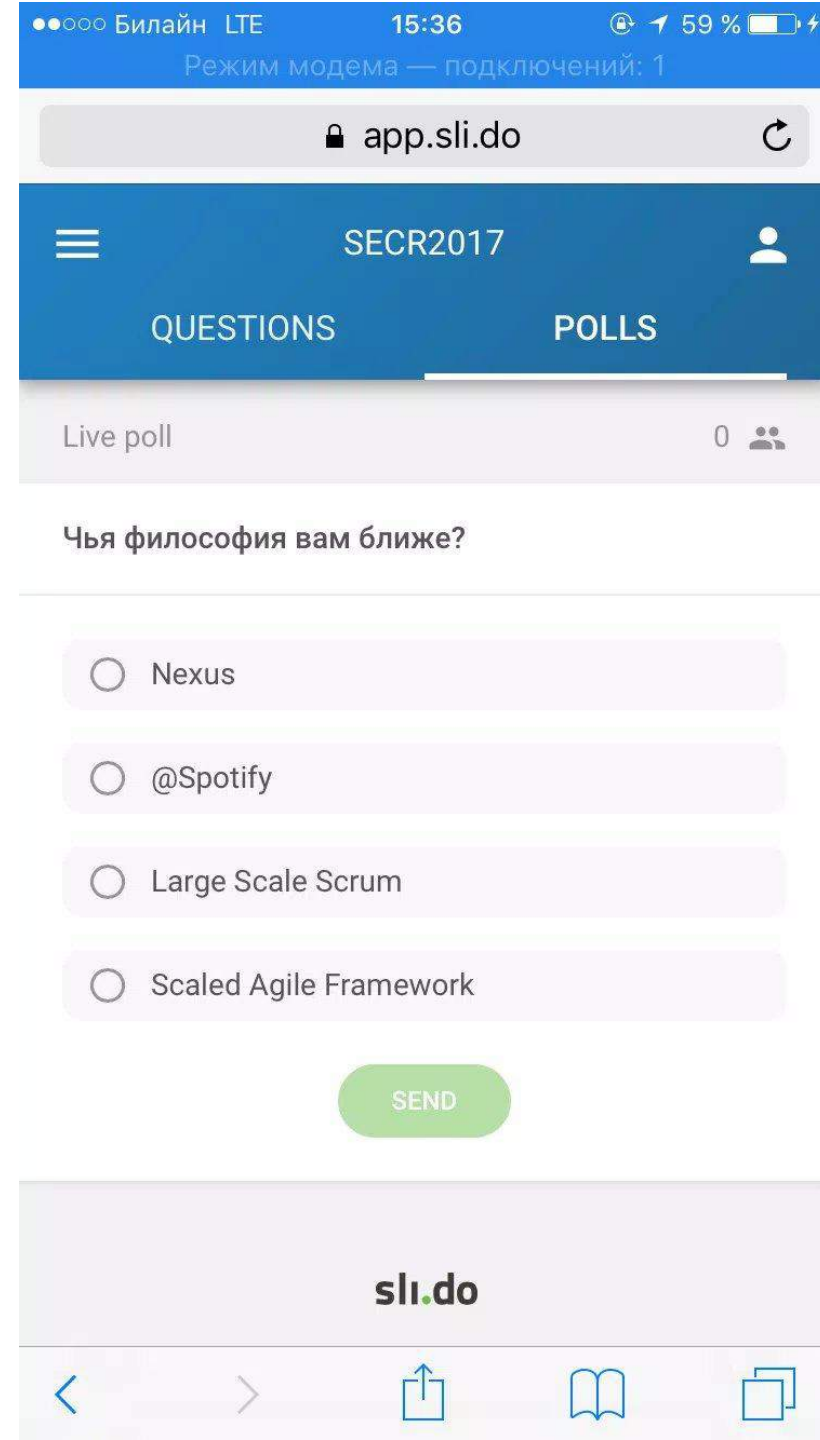 Билайн LTE 15:36 59 %
Режим модема — подключений: 1
app.sli.do
SECR2017
QUESTIONS POLLS
Live poll 0
Чья философия вам ближе?
Nexus
@Spotify
Large Scale Scrum
Scaled Agile Framework
SEND
sli.do